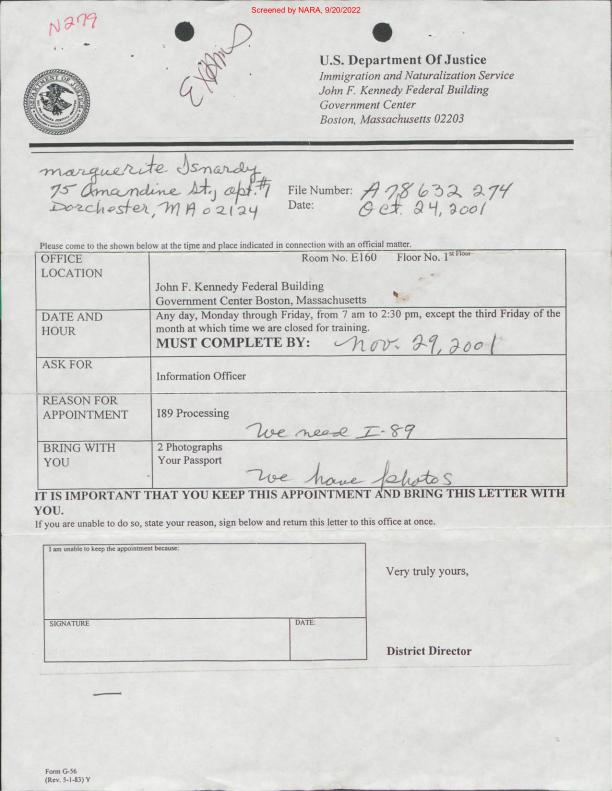 Screened by NARA, 9/20/2022
N279
U.S. Department Of Justice
Immigration and Naturalization Service
John F. Kennedy Federal Building
Government Center
Boston, Massachusetts 02203
Marguerite Isnardy
75 Amandine St., apt. #1
Dorchester, MA 02124
File Number: A78 632 274
Date: Oct. 24, 2001
Please come to the shown below at the time and place indicated in connection with an official matter.
OFFICE LOCATION
Room No. E160 Floor No. 1st Floor
John F. Kennedy Federal Building
Government Center Boston, Massachusetts
DATE AND HOUR
Any day, Monday through Friday, from 7 am to 2:30 pm, except the third Friday of the
month at which time we are closed for training.
MUST COMPLETE BY: Nov. 29, 2001
ASK FOR
Information Officer
REASON FOR APPOINTMENT
I89 Processing
We need I-89
BRING WITH YOU
2 Photographs
Your Passport
We have photos
IT IS IMPORTANT THAT YOU KEEP THIS APPOINTMENT AND BRING THIS LETTER WITH
YOU.
If you are unable to do so, state your reason, sign below and return this letter to this office at once.
I am unable to keep the appointment because:
SIGNATURE
DATE:
Very truly yours,
District Director
Form G-56
(Rev. 5-1-83) Y